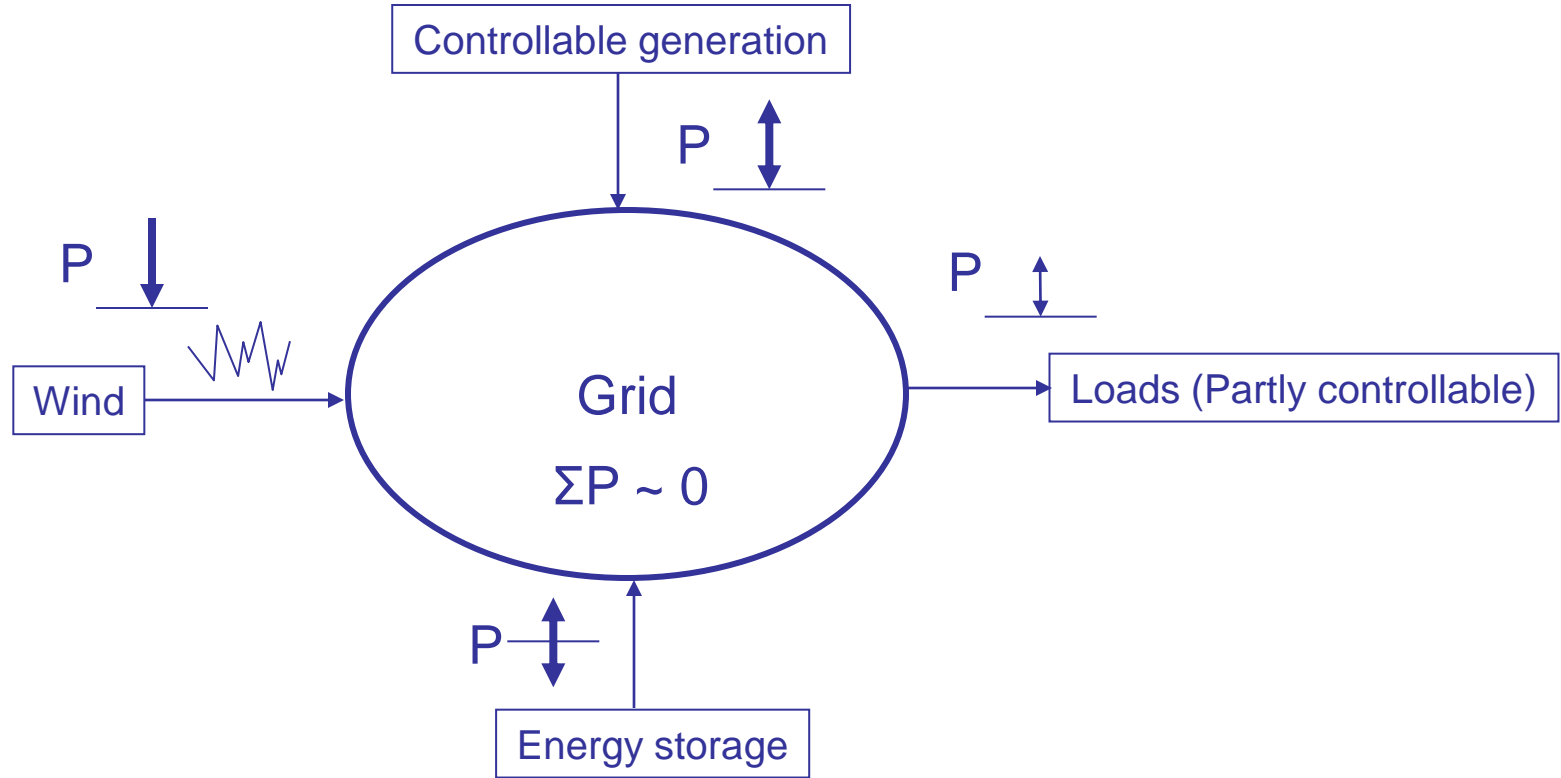 Controllable generation
P
P
P
Wind
Grid
Loads (Partly controllable)
ΣP ~ 0
P
Energy storage